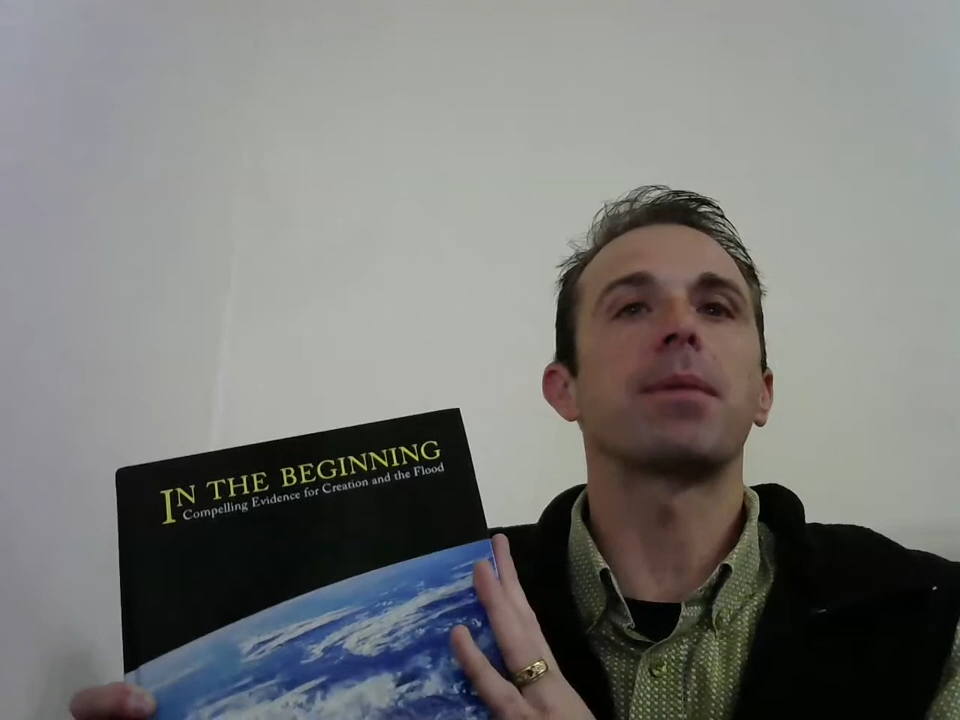 IN THE BEGINNING
Compelling Evidence for Creation and the Flood